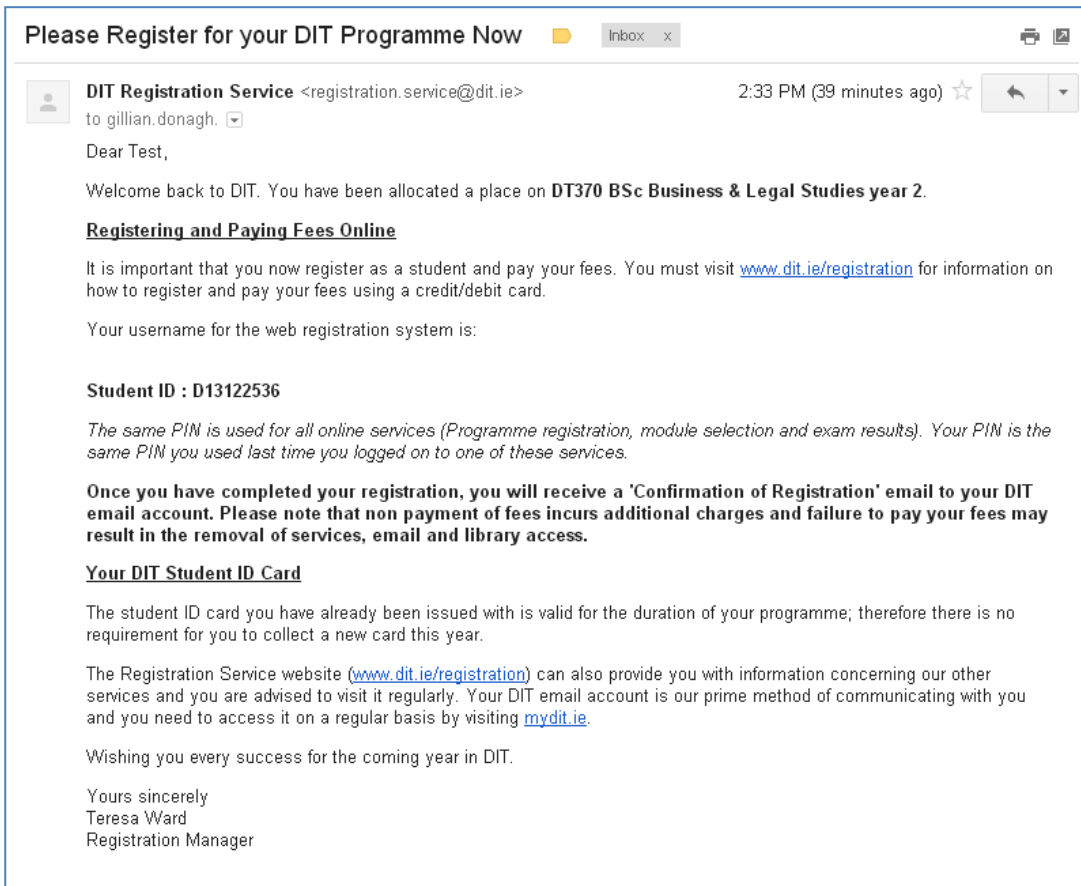 Please Register for your DIT Programme Now
Inbox x
DIT Registration Service <registration.service@dit.ie>
2:33 PM (39 minutes ago)
to gillian.donagh.
Dear Test,
Welcome back to DIT. You have been allocated a place on DT370 BSc Business & Legal Studies year 2.
Registering and Paying Fees Online
It is important that you now register as a student and pay your fees. You must visit www.dit.ie/registration for information on
how to register and pay your fees using a credit/debit card.
Your username for the web registration system is:
Student ID : D13122536
The same PIN is used for all online services (Programme registration, module selection and exam results). Your PIN is the
same PIN you used last time you logged on to one of these services.
Once you have completed your registration, you will receive a 'Confirmation of Registration' email to your DIT
email account. Please note that non payment of fees incurs additional charges and failure to pay your fees may
result in the removal of services, email and library access.
Your DIT Student ID Card
The student ID card you have already been issued with is valid for the duration of your programme; therefore there is no
requirement for you to collect a new card this year.
The Registration Service website (www.dit.ie/registration) can also provide you with information concerning our other
services and you are advised to visit it regularly. Your DIT email account is our prime method of communicating with you
and you need to access it on a regular basis by visiting mydit.ie.
Wishing you every success for the coming year in DIT.
Yours sincerely
Teresa Ward
Registration Manager